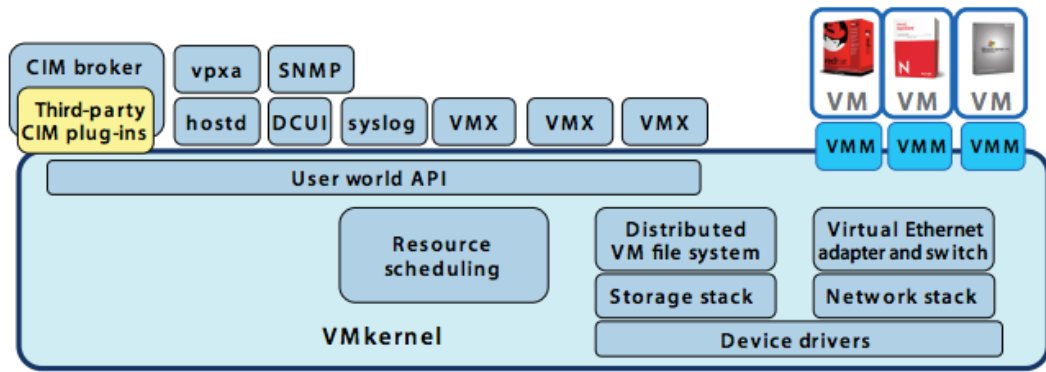 CIM broker
Third-party
CIM plug-ins
vpxa
SNMP
hostd
DCUI
syslog
VMX
VMX
VMX
N
VM
VM
VM
VMM
VMM
VMM
User world API
Resource
scheduling
Distributed
VM file system
Virtual Ethernet
adapter and switch
Storage stack
Network stack
VMkernel
Device drivers